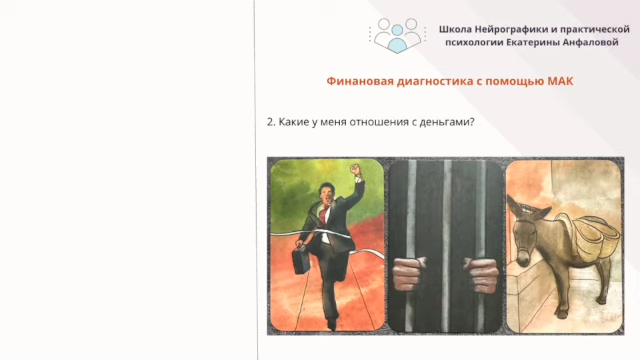 Школа Нейрографики и практической
психологии Екатерины Анфаловой
Финановая диагностика с помощью МАК
2. Какие у меня отношения с деньгами?